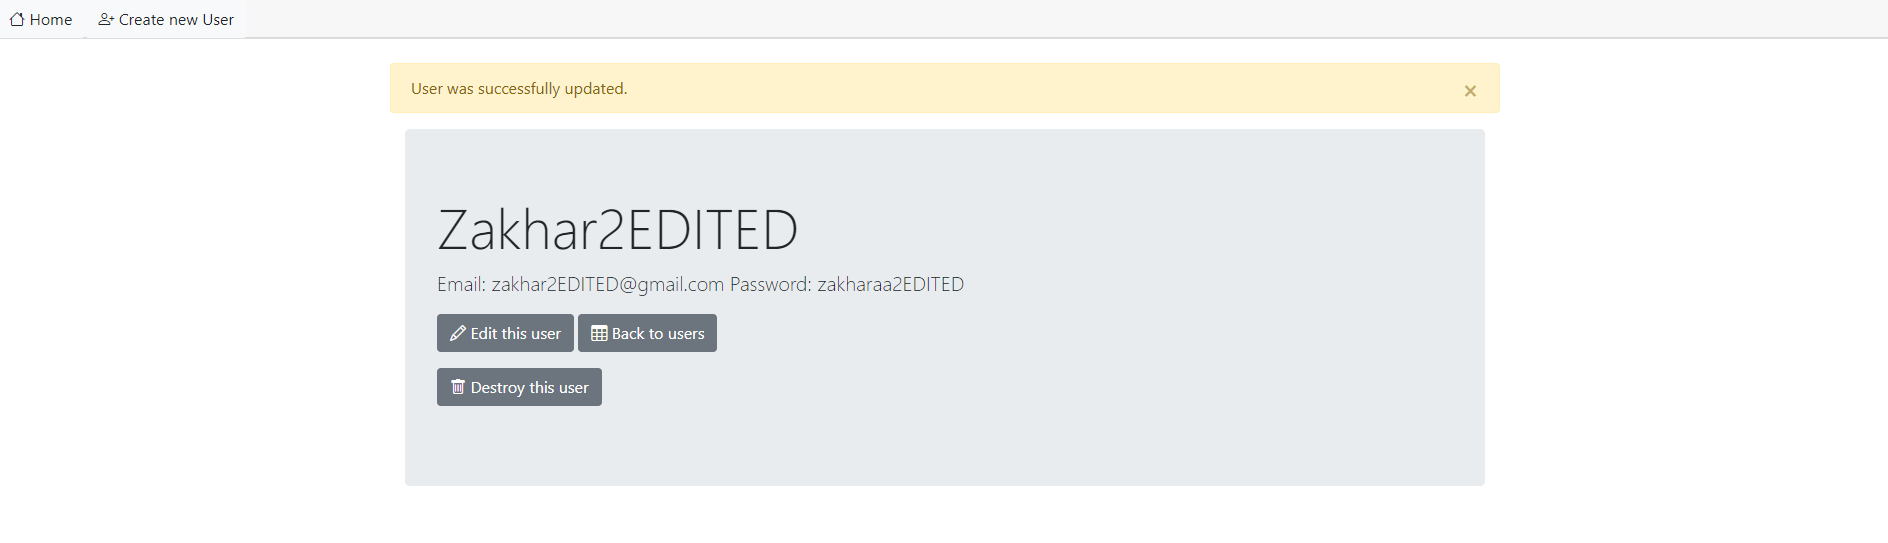 Home Create new User
User was successfully updated. ×
Zakhar2EDITED
Email: zakhar2EDITED@gmail.com Password: zakharaa2EDITED
Edit this user Back to users
Destroy this user